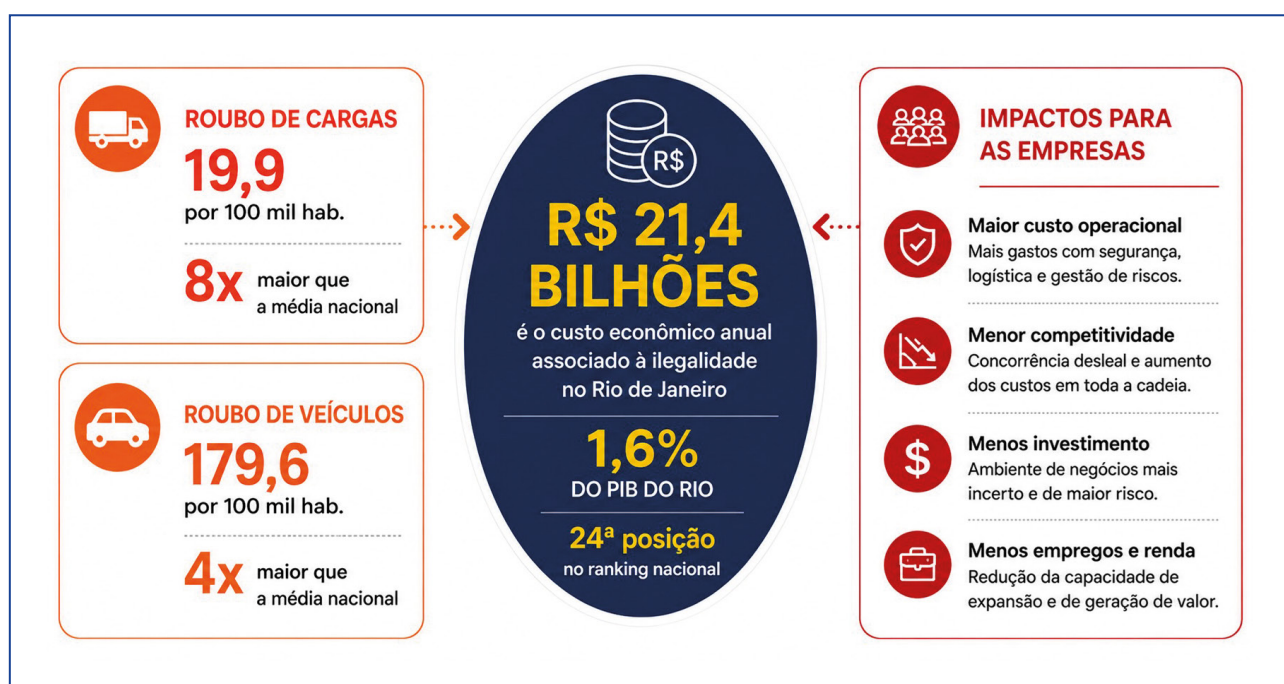 ROUBO DE CARGAS
19,9
por 100 mil hab.
8x maior que
a média nacional
ROUBO DE VEÍCULOS
179,6
por 100 mil hab.
4x maior que
a média nacional
R$
R$ 21,4
BILHÕES
é o custo econômico anual
associado à ilegalidade
no Rio de Janeiro
1,6%
DO PIB DO RIO
24ª posição
no ranking nacional
IMPACTOS PARA
AS EMPRESAS
Maior custo operacional
Mais gastos com segurança,
logística e gestão de riscos.
Menor competitividade
Concorrência desleal e aumento
dos custos em toda a cadeia.
$
Menos investimento
Ambiente de negócios mais
incerto e de maior risco.
Menos empregos e renda
Redução da capacidade de
expansão e de geração de valor.